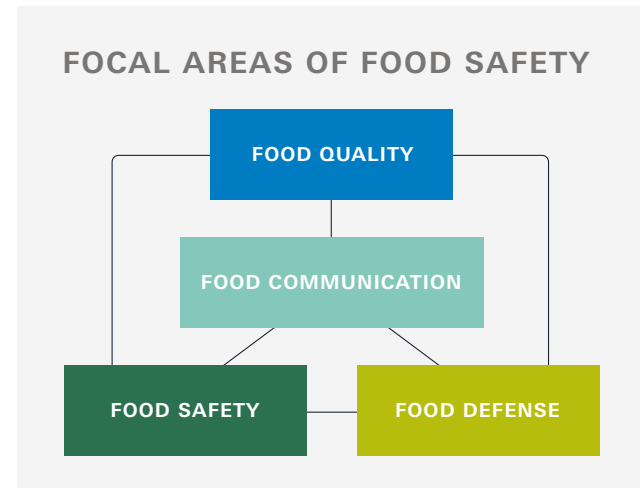 FOCAL AREAS OF FOOD SAFETY
FOOD QUALITY
FOOD COMMUNICATION
FOOD SAFETY
FOOD DEFENSE